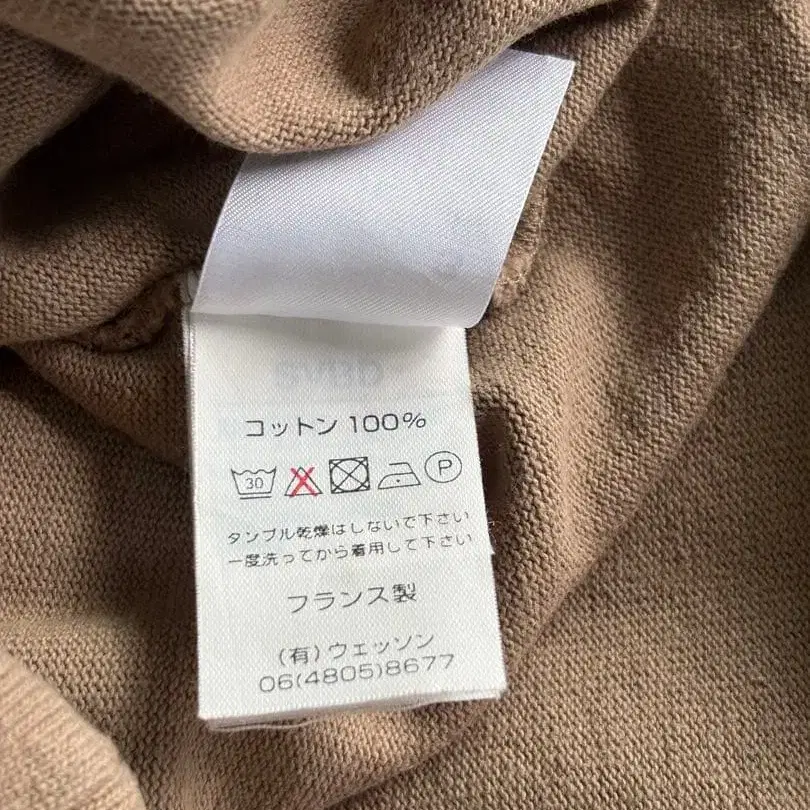 コットン 100%
30 P
タンブル乾燥はしないで下さい
一度洗ってから着用して下さい
フランス製
(有)ウェッソン
06(4805)8677